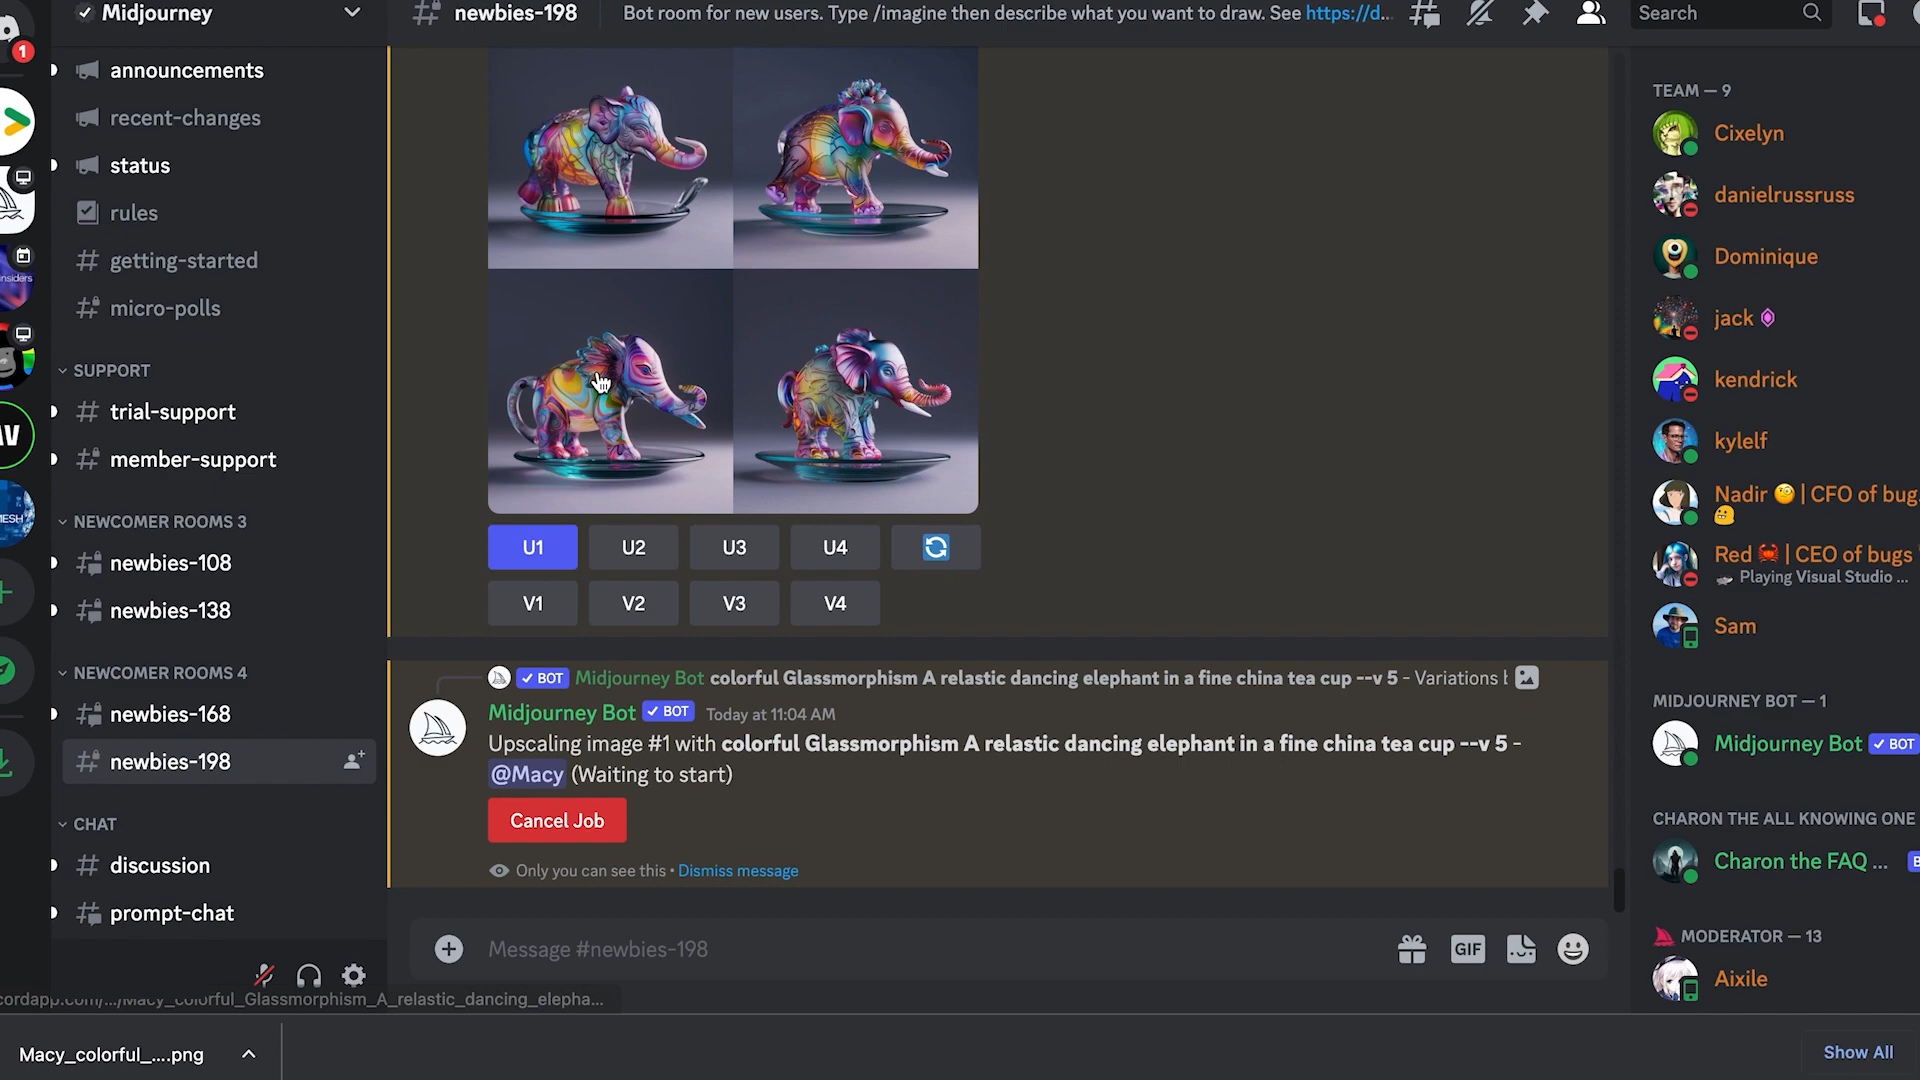 Midjourney
newbies-198
Bot room for new users. Type /imagine then describe what you want to draw. See https://d...
Search
1
announcements
recent-changes
status
rules
getting-started
micro-polls
SUPPORT
trial-support
member-support
NEWCOMER ROOMS 3
newbies-108
newbies-138
NEWCOMER ROOMS 4
newbies-168
newbies-198
CHAT
discussion
prompt-chat
U1 U2 U3 U4
V1 V2 V3 V4
BOT Midjourney Bot colorful Glassmorphism A relastic dancing elephant in a fine china tea cup --v 5 - Variations
Midjourney Bot BOT Today at 11:04 AM
Upscaling image #1 with colorful Glassmorphism A relastic dancing elephant in a fine china tea cup --v 5 -
@Macy (Waiting to start)
Cancel Job
Only you can see this • Dismiss message
Message #newbies-198
GIF
TEAM — 9
Cixelyn
danielrussruss
Dominique
jack
kendrick
kylelf
Nadir | CFO of bug
Red | CEO of bugs
Playing Visual Studio ...
Sam
MIDJOURNEY BOT — 1
Midjourney Bot BOT
CHARON THE ALL KNOWING ONE
Charon the FAQ ...
MODERATOR — 13
Aixile
cordapp.com/.../Macy_colorful_Glassmorphism_A_relastic_dancing_elepha...
Macy_colorful_....png
Show All